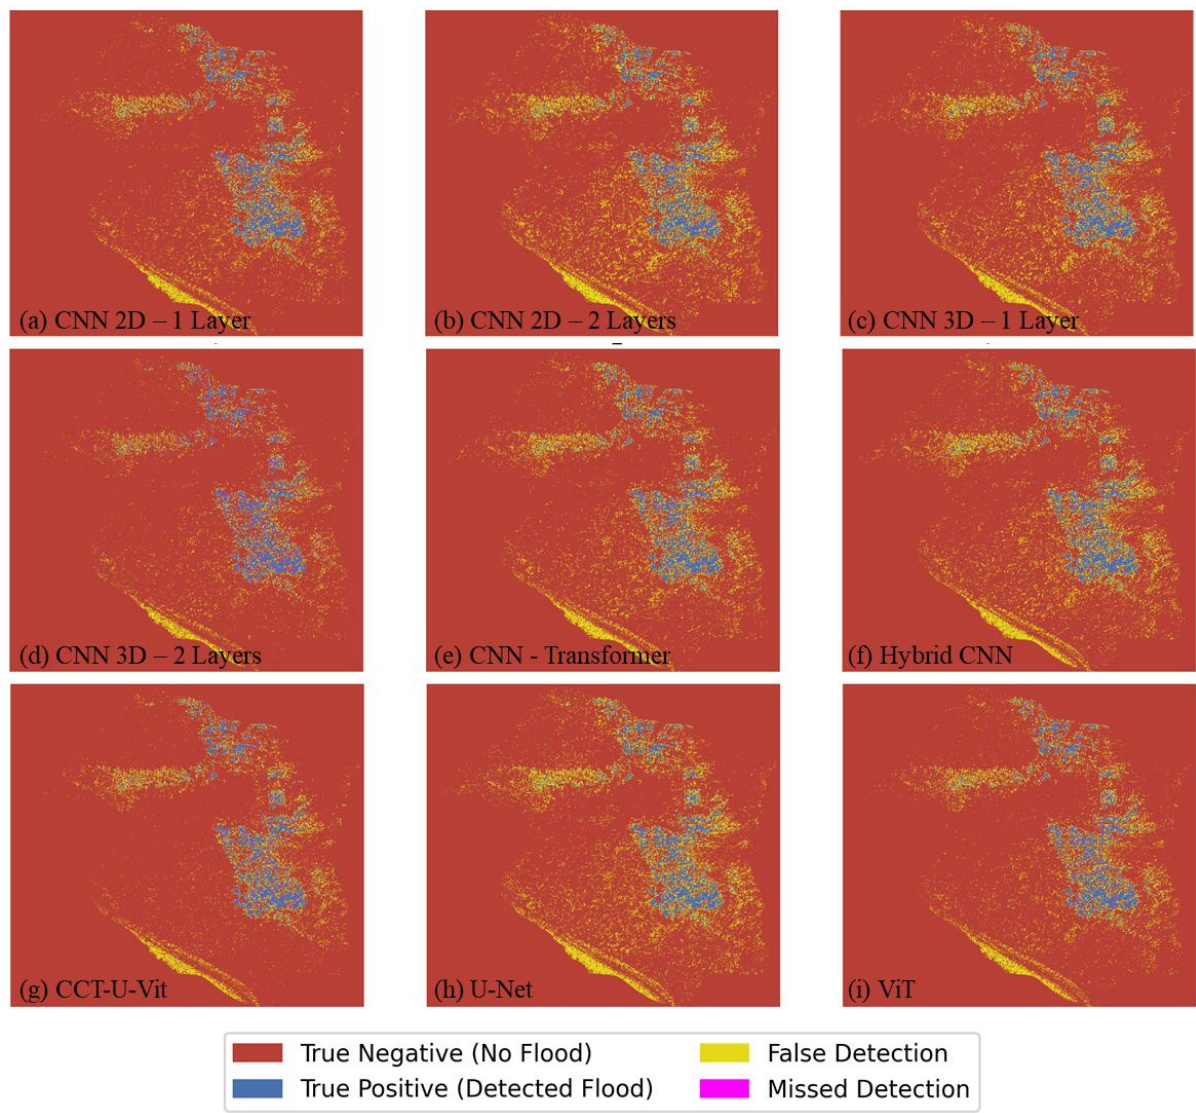 (a) CNN 2D – 1 Layer
(b) CNN 2D – 2 Layers
(c) CNN 3D – 1 Layer
(d) CNN 3D – 2 Layers
(e) CNN - Transformer
(f) Hybrid CNN
(g) CCT-U-Vit
(h) U-Net
(i) ViT
True Negative (No Flood)
False Detection
True Positive (Detected Flood)
Missed Detection